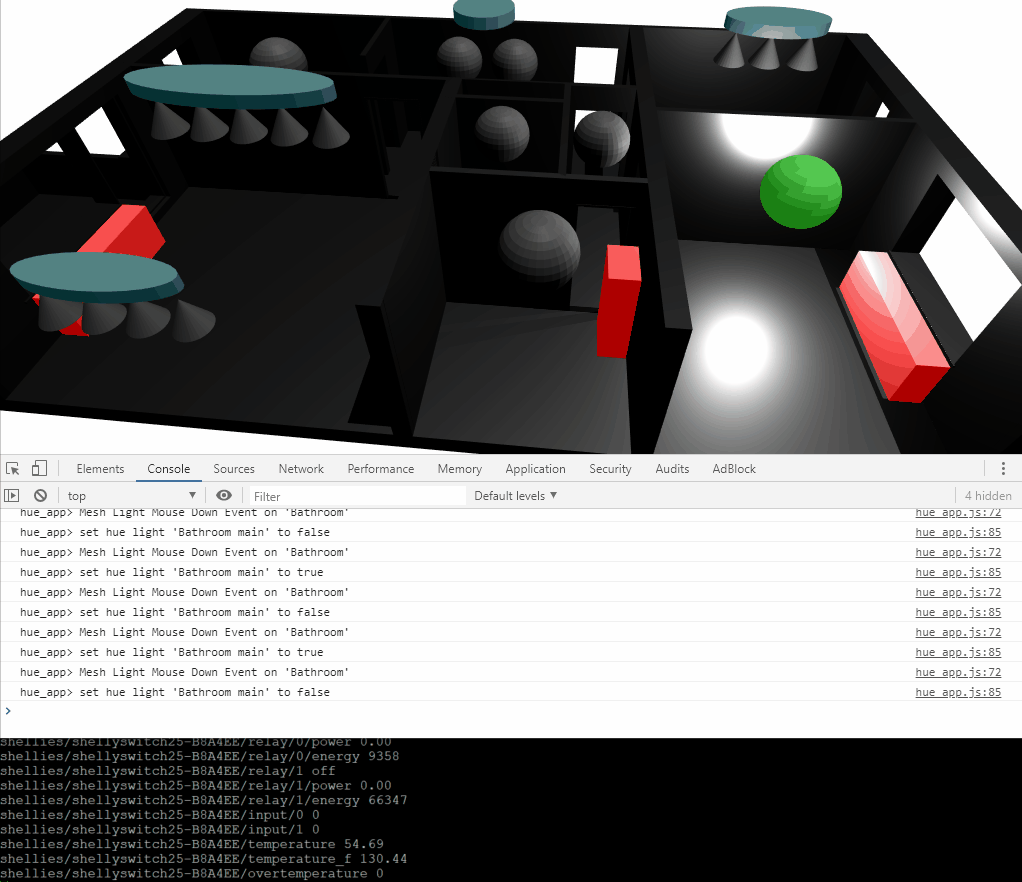 Elements Console Sources Network Performance Memory Application Security Audits AdBlock
top Filter Default levels 4 hidden
hue_app> Mesh Light Mouse Down Event on 'Bathroom' hue_app.js:72
hue_app> set hue light 'Bathroom main' to false hue_app.js:85
hue_app> Mesh Light Mouse Down Event on 'Bathroom' hue_app.js:72
hue_app> set hue light 'Bathroom main' to true hue_app.js:85
hue_app> Mesh Light Mouse Down Event on 'Bathroom' hue_app.js:72
hue_app> set hue light 'Bathroom main' to false hue_app.js:85
hue_app> Mesh Light Mouse Down Event on 'Bathroom' hue_app.js:72
hue_app> set hue light 'Bathroom main' to true hue_app.js:85
hue_app> Mesh Light Mouse Down Event on 'Bathroom' hue_app.js:72
hue_app> set hue light 'Bathroom main' to false hue_app.js:85
>
shellies/shellyswitch25-B8A4EE/relay/0/power 0.00
shellies/shellyswitch25-B8A4EE/relay/0/energy 9358
shellies/shellyswitch25-B8A4EE/relay/1 off
shellies/shellyswitch25-B8A4EE/relay/1/power 0.00
shellies/shellyswitch25-B8A4EE/relay/1/energy 66347
shellies/shellyswitch25-B8A4EE/input/0 0
shellies/shellyswitch25-B8A4EE/input/1 0
shellies/shellyswitch25-B8A4EE/temperature 54.69
shellies/shellyswitch25-B8A4EE/temperature_f 130.44
shellies/shellyswitch25-B8A4EE/overtemperature 0